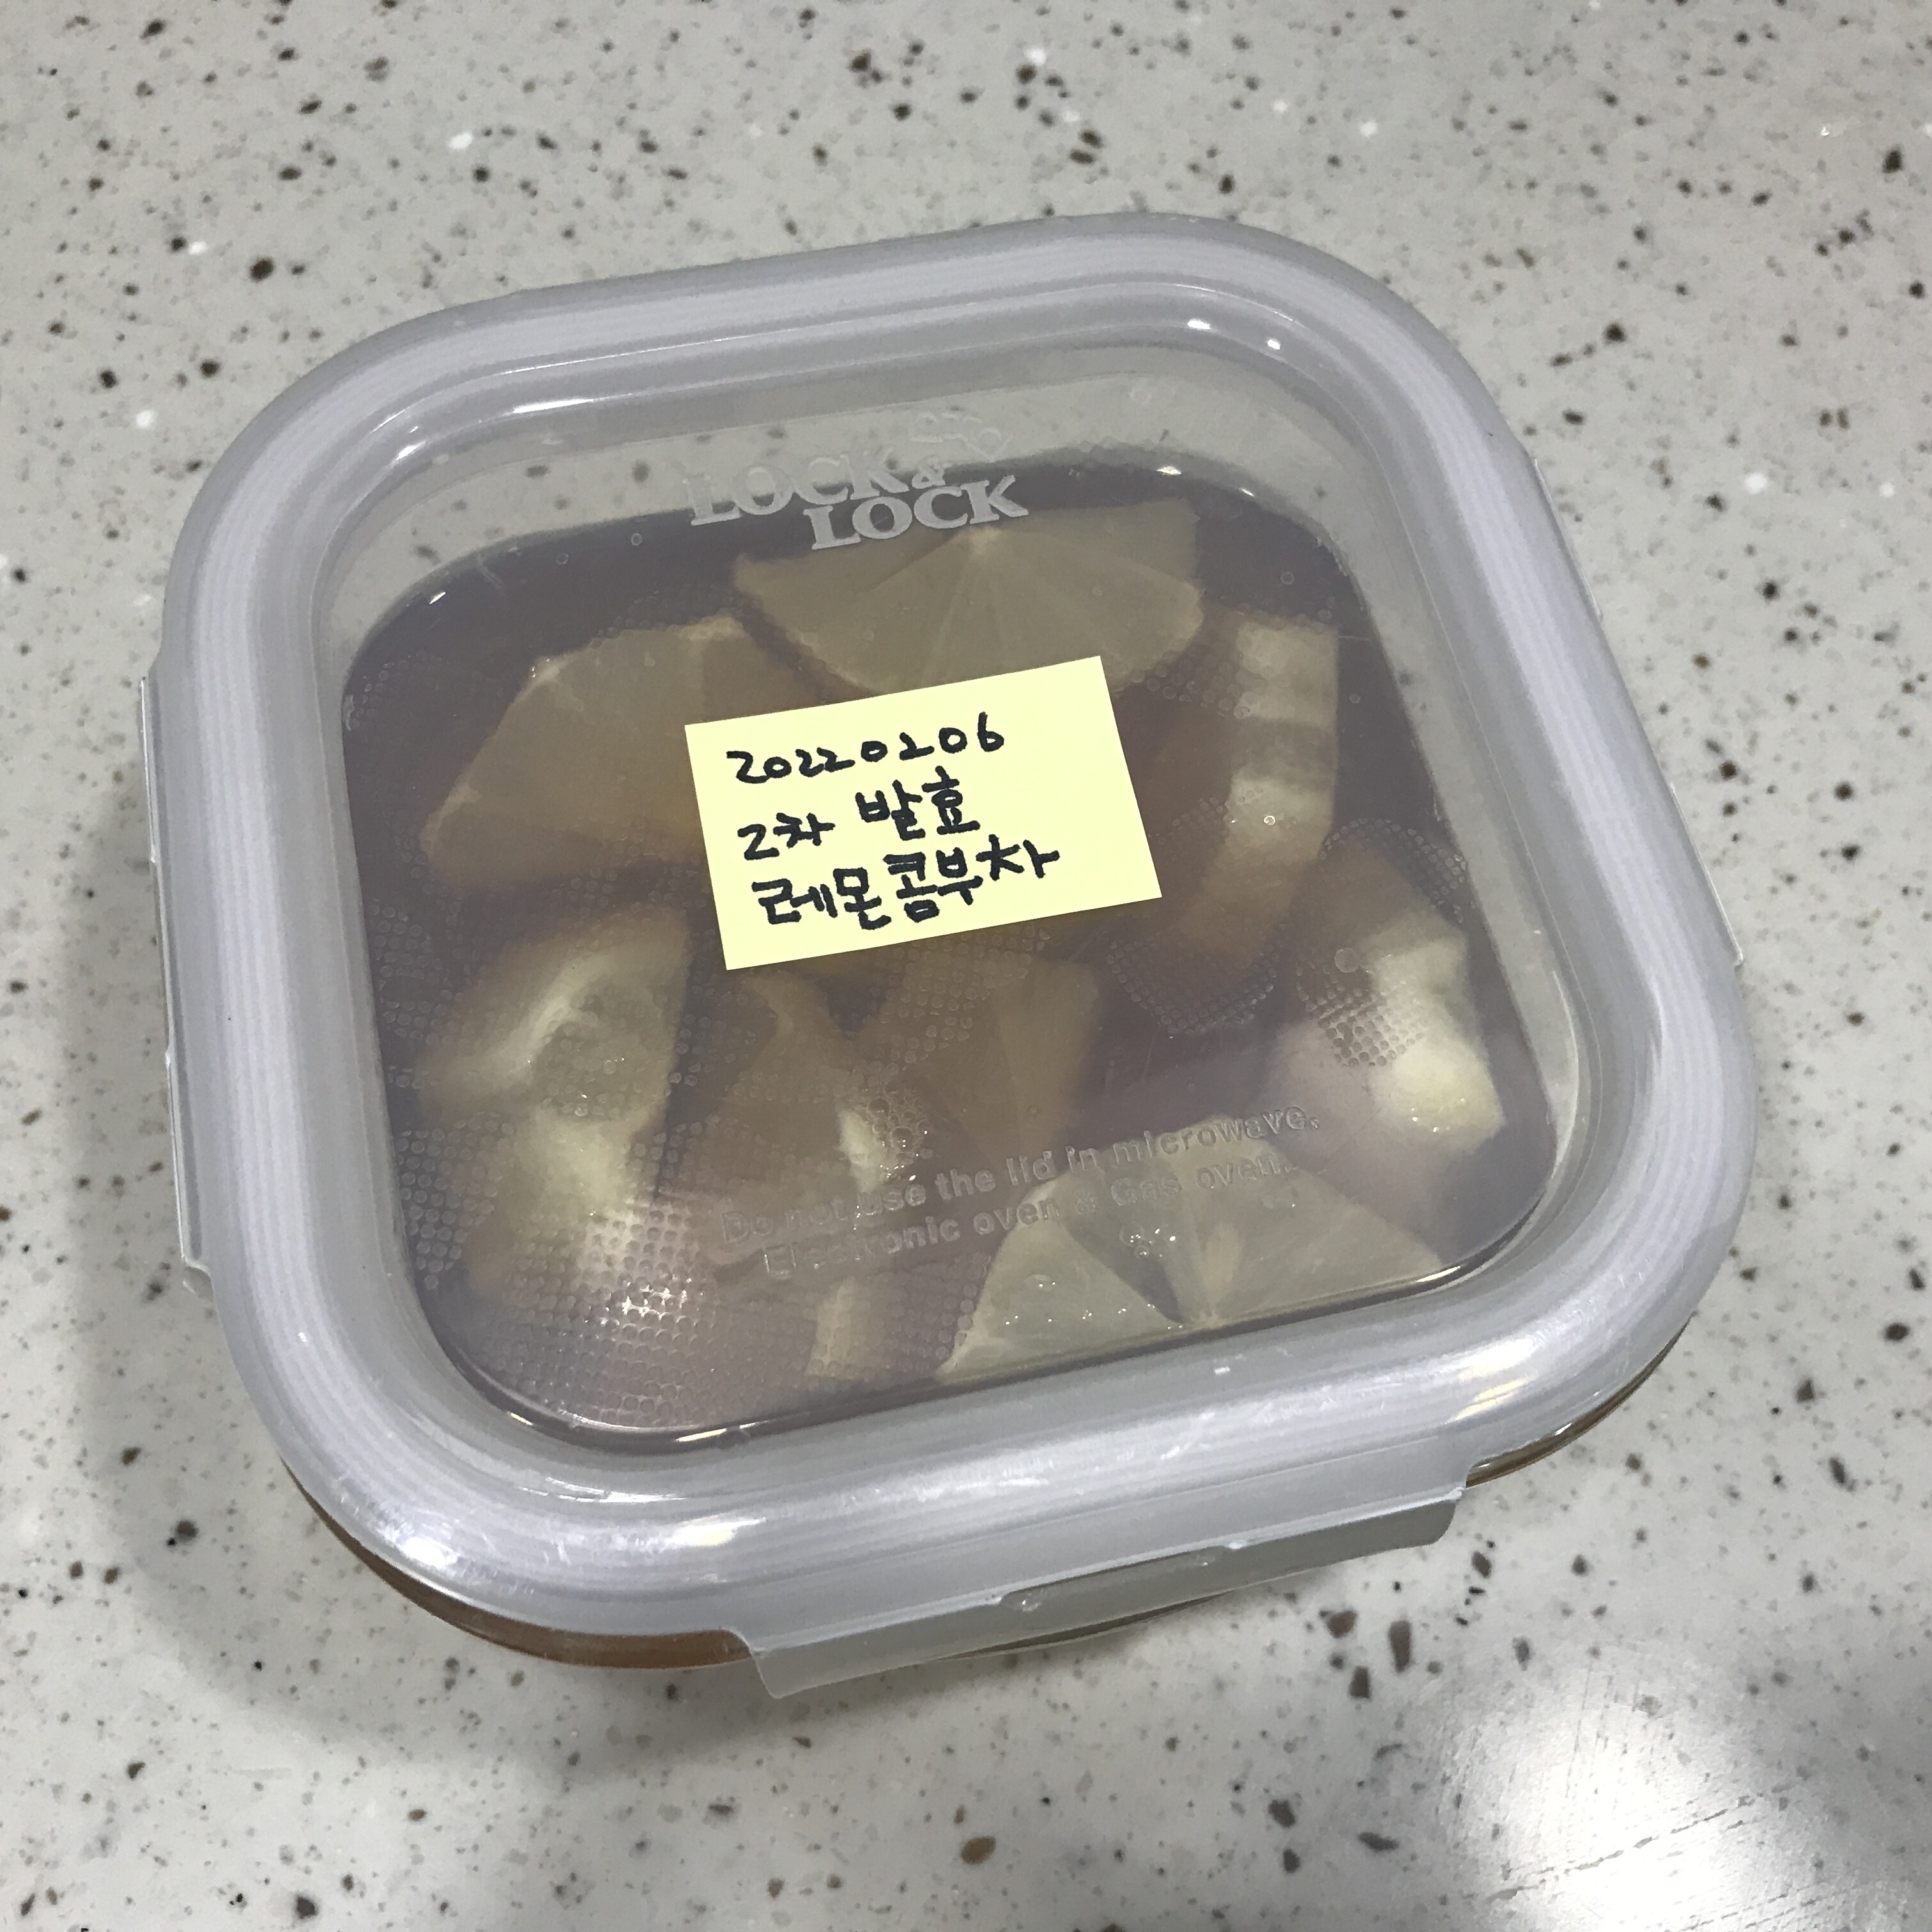 LOCK&
LOCK
20220206
2차 발효
레몬콤부차
Do not use the lid in microwave,
Electronic oven & Gas oven.